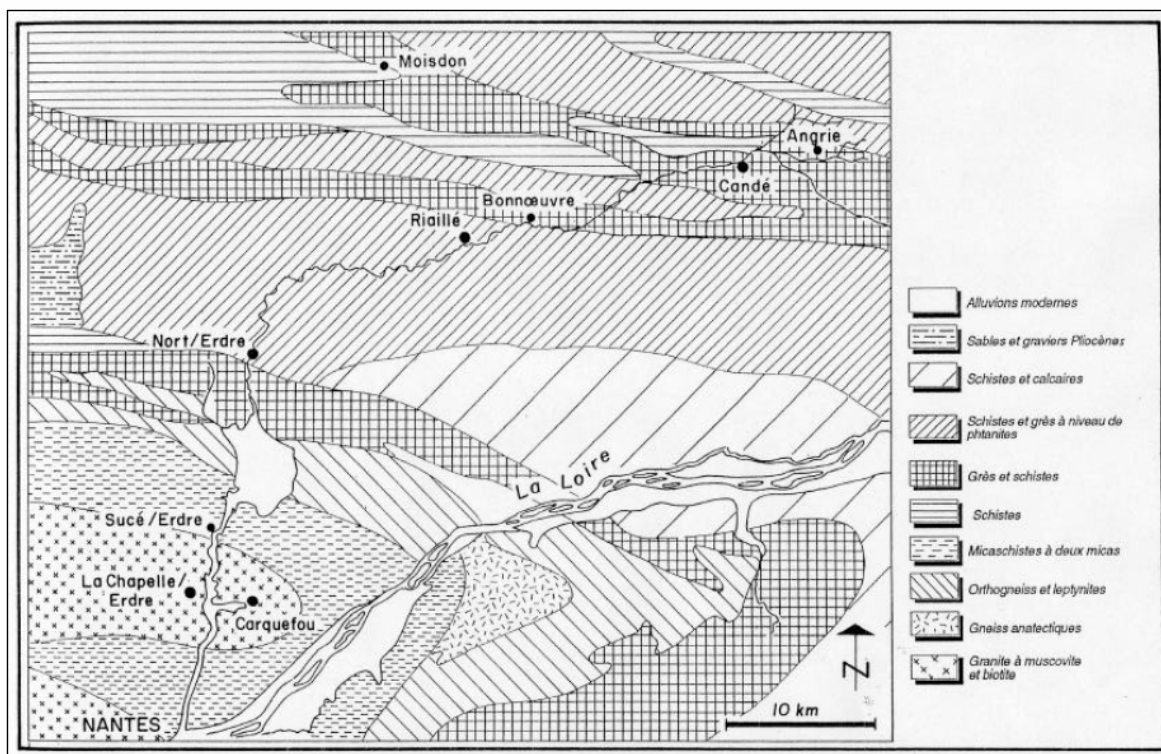 Moisdon
Angrie
Candé
Bonnœuvre
Riaillé
Nort/Erdre
La Loire
Sucé/Erdre
La Chapelle/
Erdre
Carquefou
NANTES
N
10 km
Alluvions modernes
Sables et graviers Pliocènes
Schistes et calcaires
Schistes et grès à niveau de
phtanites
Grès et schistes
Schistes
Micaschistes à deux micas
Orthogneiss et leptynites
Gneiss anatectiques
Granite à muscovite
et biotite